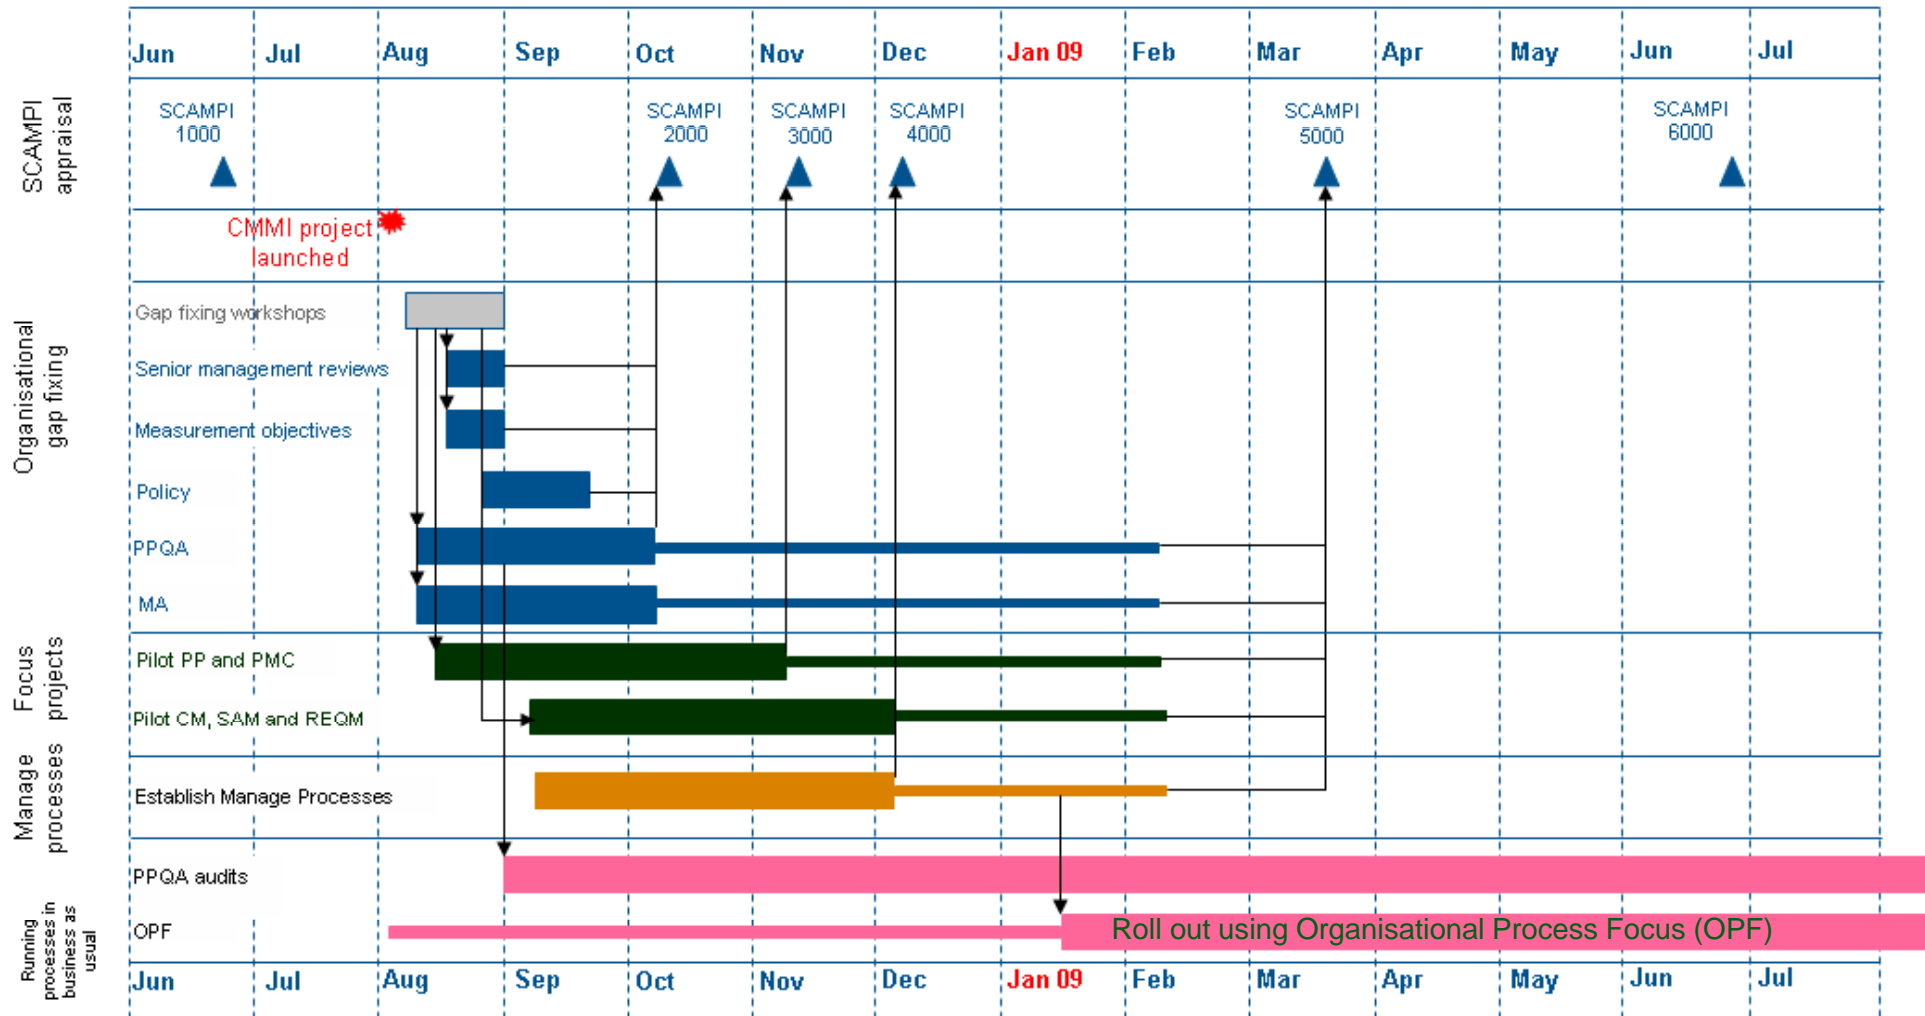 Jun Jul Aug Sep Oct Nov Dec Jan 09 Feb Mar Apr May Jun Jul
SCAMPI
appraisal
SCAMPI
1000
SCAMPI
2000
SCAMPI
3000
SCAMPI
4000
SCAMPI
5000
SCAMPI
6000
CMMI project
launched
Organisational
gap fixing
Gap fixing workshops
Senior management reviews
Measurement objectives
Policy
PPQA
MA
Focus
projects
Pilot PP and PMC
Pilot CM, SAM and REQM
Manage
processes
Establish Manage Processes
Running
processes in
business as
usual
PPQA audits
OPF
Roll out using Organisational Process Focus (OPF)
Jun Jul Aug Sep Oct Nov Dec Jan 09 Feb Mar Apr May Jun Jul